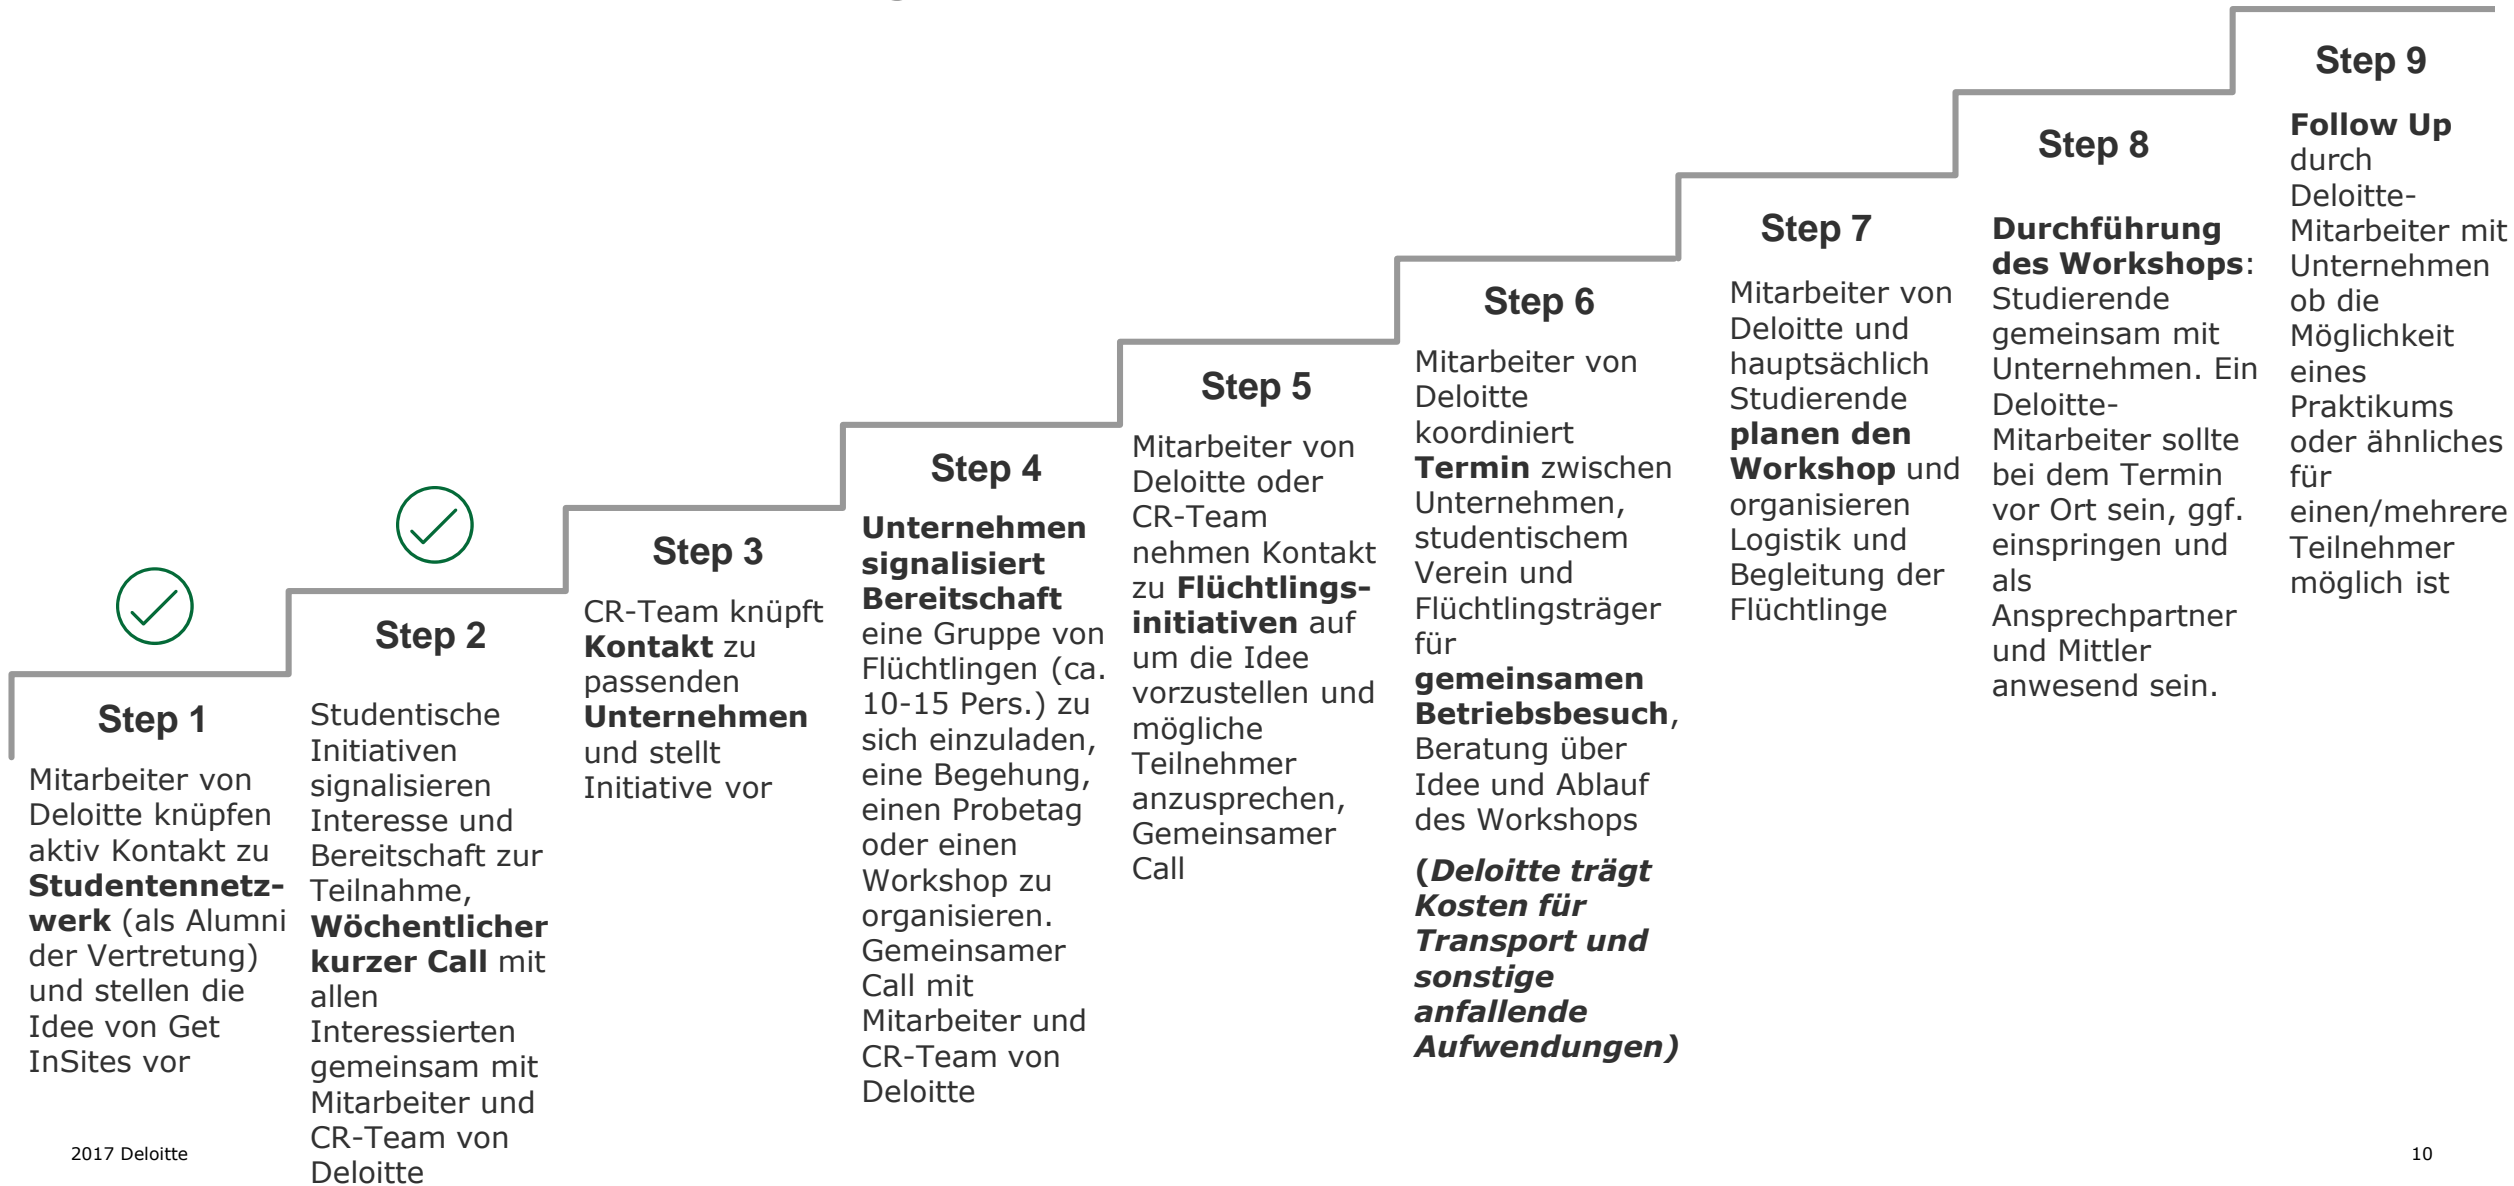 Step 1
Mitarbeiter von
Deloitte knüpfen
aktiv Kontakt zu
Studentennetz-
werk (als Alumni
der Vertretung)
und stellen die
Idee von Get
InSites vor
Step 2
Studentische
Initiativen
signalisieren
Interesse und
Bereitschaft zur
Teilnahme,
Wöchentlicher
kurzer Call mit
allen
Interessierten
gemeinsam mit
Mitarbeiter und
CR-Team von
Deloitte
Step 3
CR-Team knüpft
Kontakt zu
passenden
Unternehmen
und stellt
Initiative vor
Step 4
Unternehmen
signalisiert
Bereitschaft
eine Gruppe von
Flüchtlingen (ca.
10-15 Pers.) zu
sich einzuladen,
eine Begehung,
einen Probetag
oder einen
Workshop zu
organisieren.
Gemeinsamer
Call mit
Mitarbeiter und
CR-Team von
Deloitte
Step 5
Mitarbeiter von
Deloitte oder
CR-Team
nehmen Kontakt
zu Flüchtlings-
initiativen auf
um die Idee
vorzustellen und
mögliche
Teilnehmer
anzusprechen,
Gemeinsamer
Call
Step 6
Mitarbeiter von
Deloitte
koordiniert
Termin zwischen
Unternehmen,
studentischem
Verein und
Flüchtlingsträger
für
gemeinsamen
Betriebsbesuch,
Beratung über
Idee und Ablauf
des Workshops
(Deloitte trägt
Kosten für
Transport und
sonstige
anfallende
Aufwendungen)
Step 7
Mitarbeiter von
Deloitte und
hauptsächlich
Studierende
planen den
Workshop und
organisieren
Logistik und
Begleitung der
Flüchtlinge
Step 8
Durchführung
des Workshops:
Studierende
gemeinsam mit
Unternehmen. Ein
Deloitte-
Mitarbeiter sollte
bei dem Termin
vor Ort sein, ggf.
einspringen und
als
Ansprechpartner
und Mittler
anwesend sein.
Step 9
Follow Up
durch
Deloitte-
Mitarbeiter mit
Unternehmen
ob die
Möglichkeit
eines
Praktikums
oder ähnliches
für
einen/mehrere
Teilnehmer
möglich ist
2017 Deloitte
10